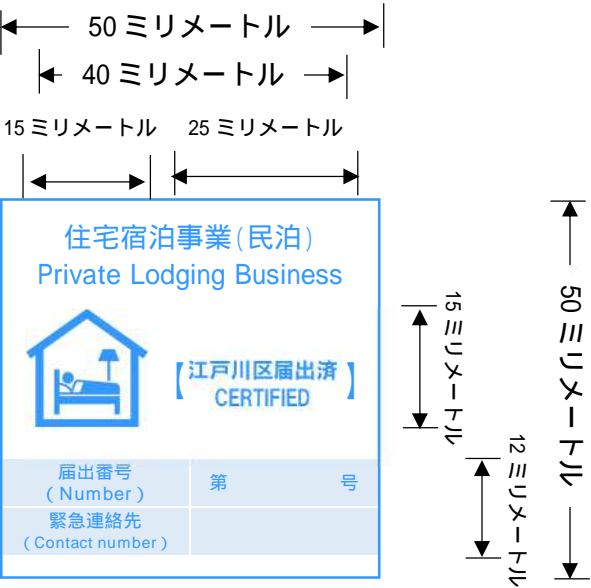 50ミリメートル
40ミリメートル
15ミリメートル 25ミリメートル
住宅宿泊事業(民泊)
Private Lodging Business
【江戸川区届出済】
CERTIFIED
届出番号
(Number)
第 号
緊急連絡先
(Contact number)
15ミリメートル
12ミリメートル
50ミリメートル